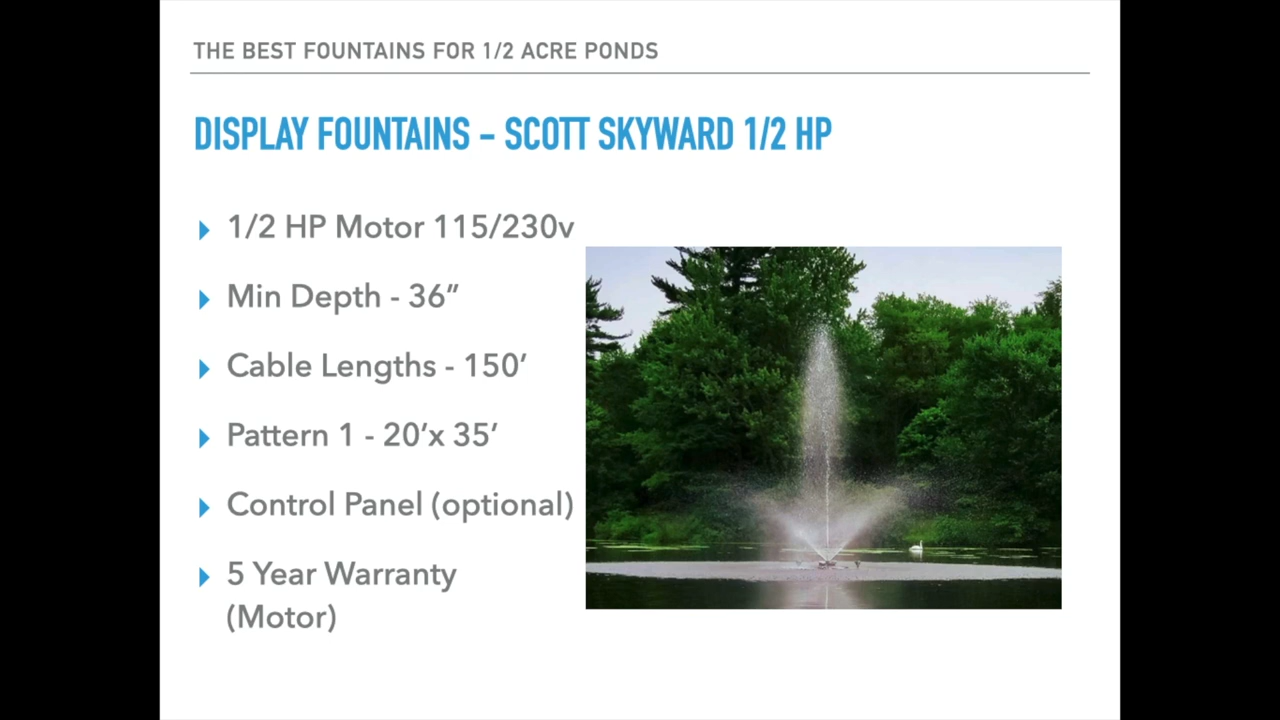 THE BEST FOUNTAINS FOR 1/2 ACRE PONDS
DISPLAY FOUNTAINS – SCOTT SKYWARD 1/2 HP
1/2 HP Motor 115/230v
Min Depth - 36”
Cable Lengths - 150’
Pattern 1 - 20’x 35’
Control Panel (optional)
5 Year Warranty
(Motor)